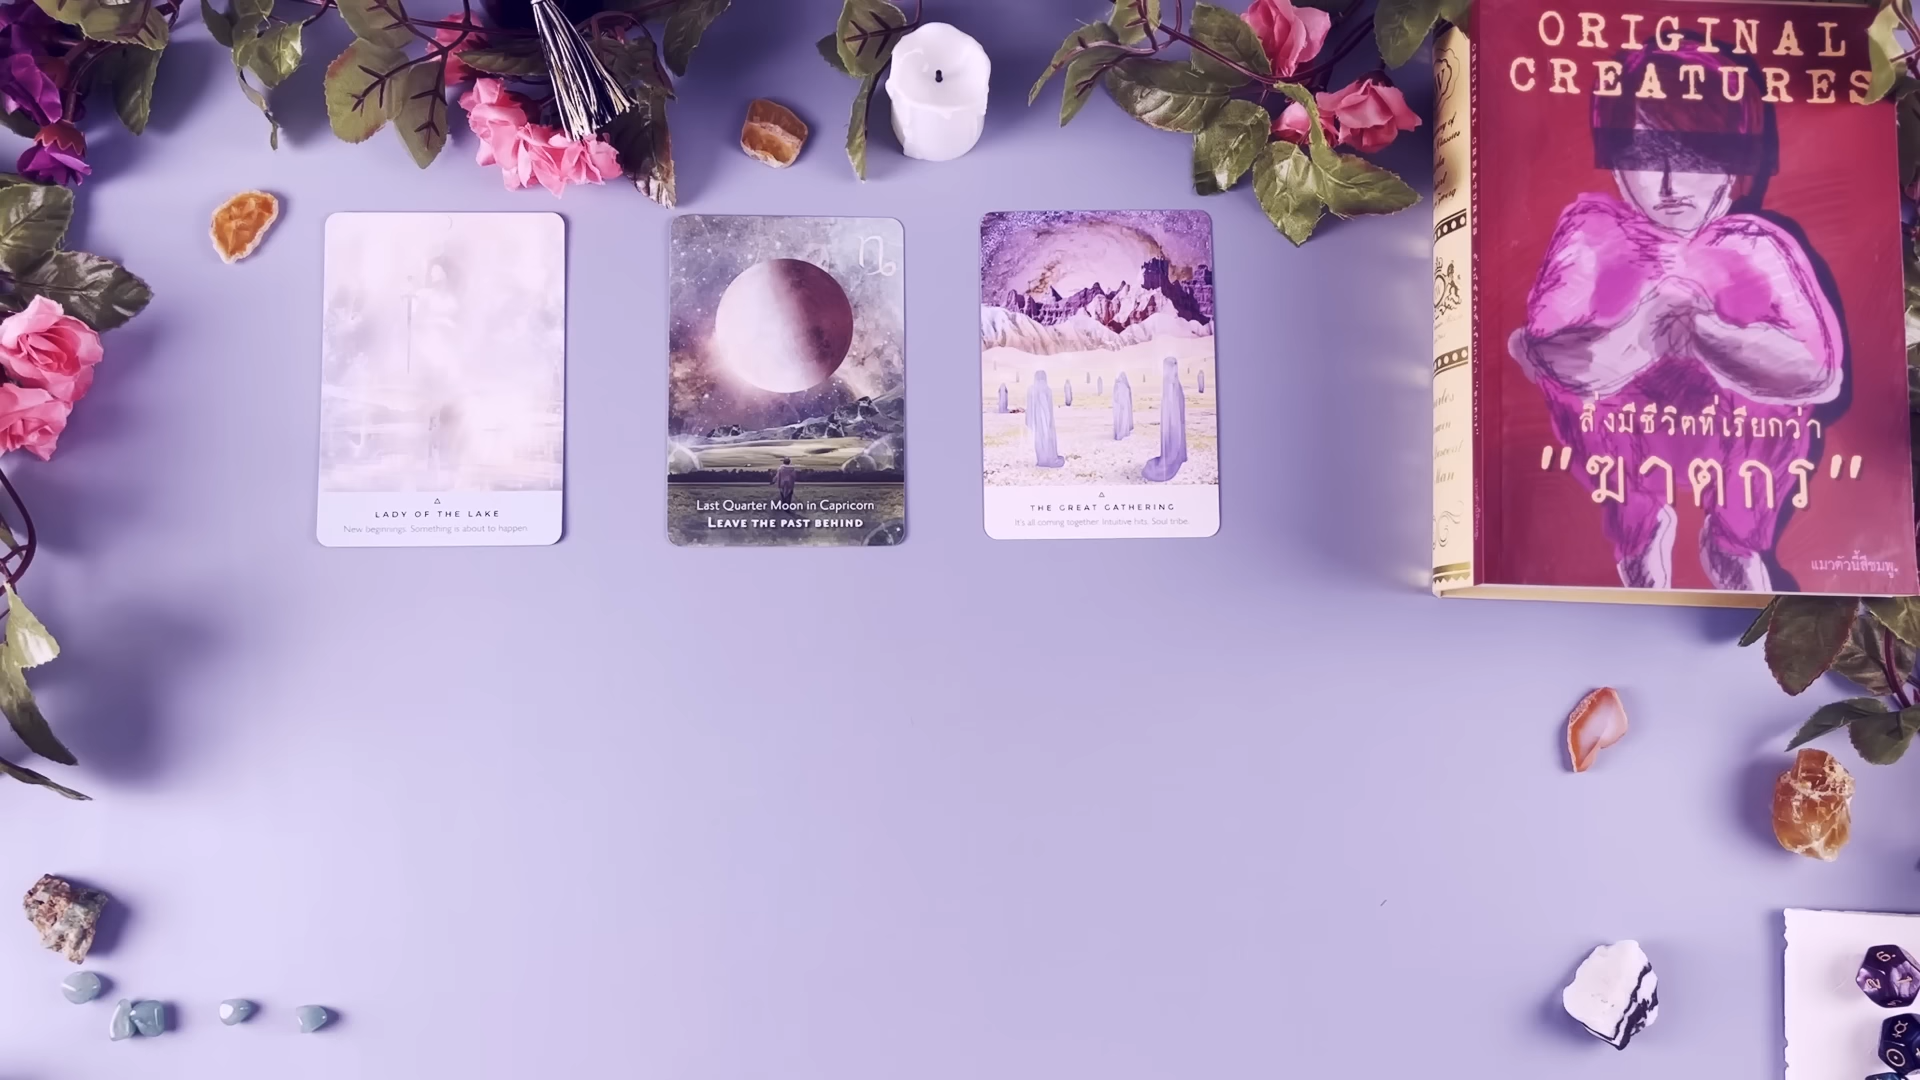 ORIGINAL
CREATURES
สิ่งมีชีวิตที่เรียกว่า
"ฆาตกร"
แมวตัวนี้สีชมพู.
LADY OF THE LAKE
New beginnings. Something is about to happen.
Last Quarter Moon in Capricorn
LEAVE THE PAST BEHIND
THE GREAT GATHERING
It's all coming together. Intuitive hits. Soul tribe.